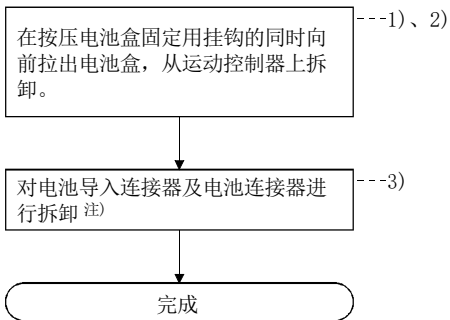 在按压电池盒固定用挂钩的同时向
前拉出电池盒，从运动控制器上拆
卸。
---1)、2)
对电池导入连接器及电池连接器进
行拆卸 注)
---3)
完成